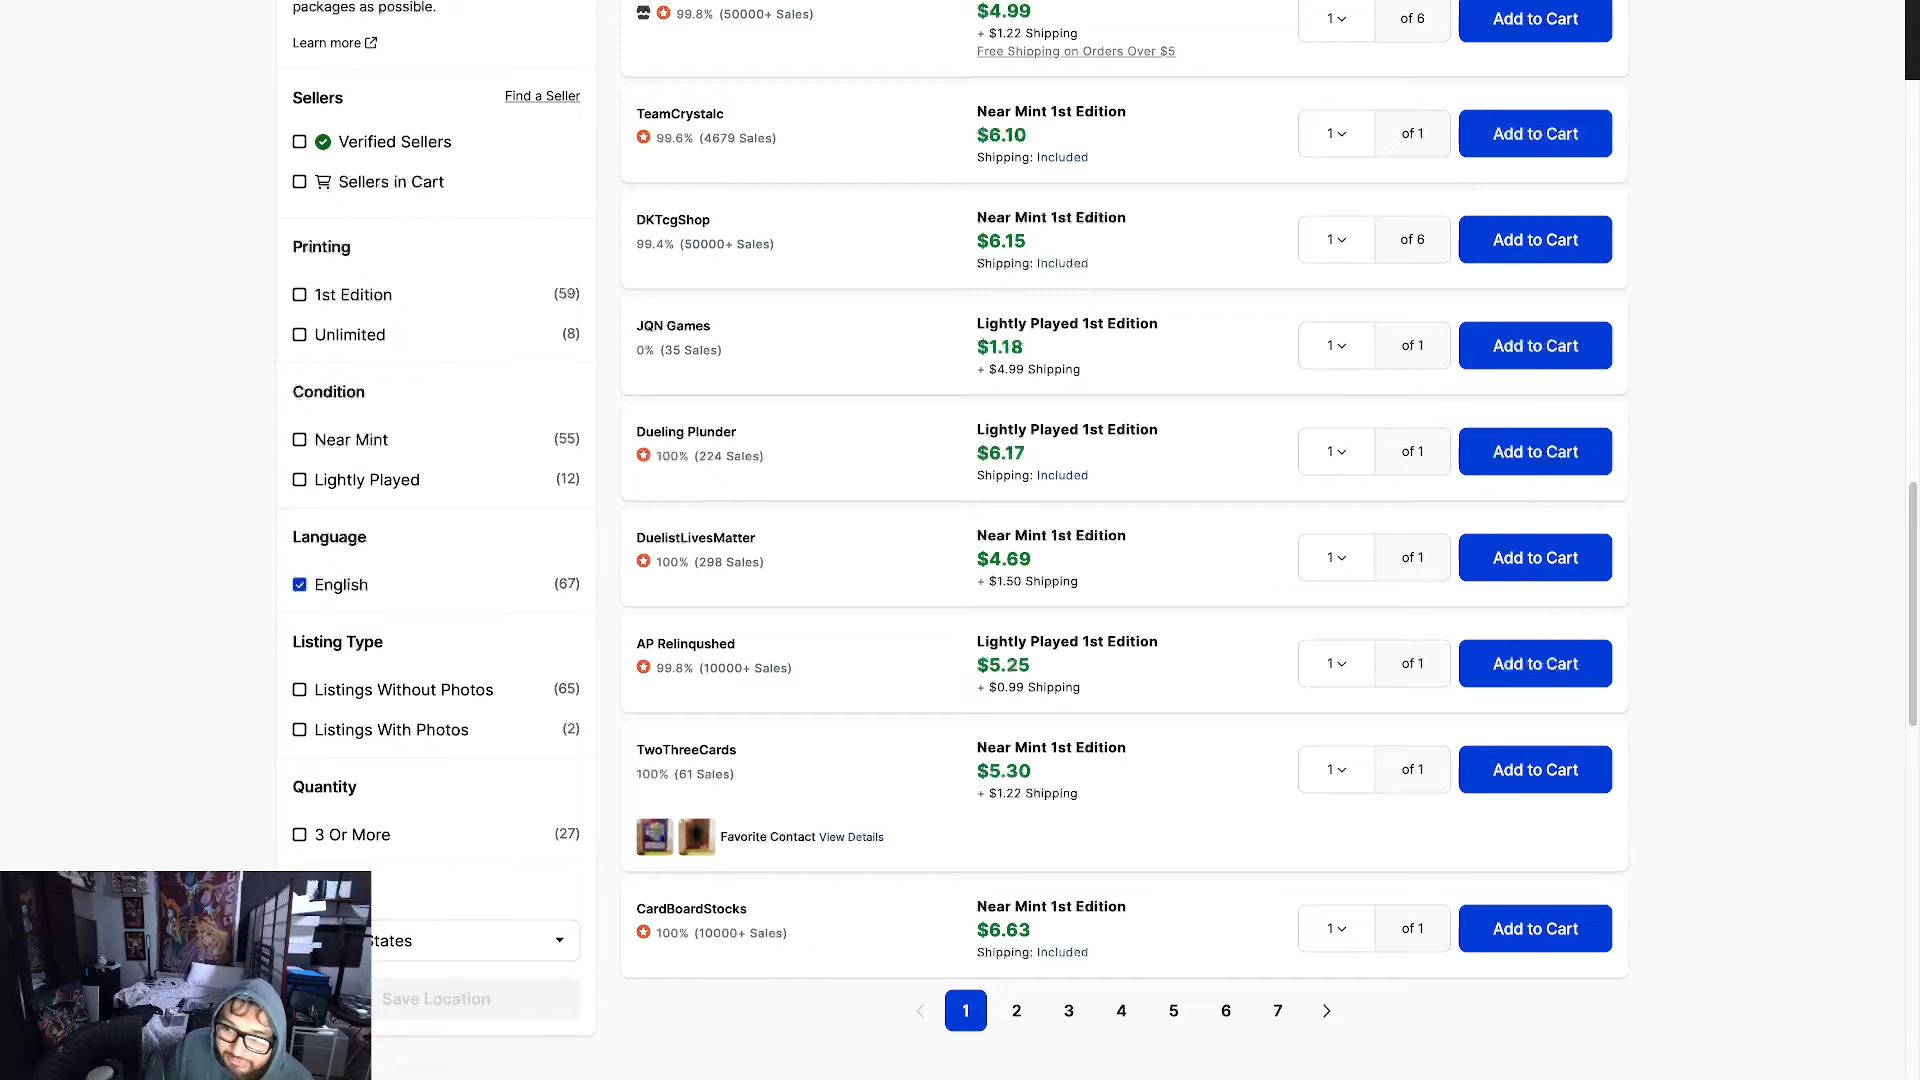 packages as possible.
Learn more
Sellers
Find a Seller
Verified Sellers
Sellers in Cart
Printing
1st Edition (59)
Unlimited (8)
Condition
Near Mint (55)
Lightly Played (12)
Language
English (67)
Listing Type
Listings Without Photos (65)
Listings With Photos (2)
Quantity
3 Or More (27)
States
Save Location
99.8% (50000+ Sales)
$4.99
+ $1.22 Shipping
Free Shipping on Orders Over $5
1 of 6
Add to Cart
TeamCrystalc
99.6% (4679 Sales)
Near Mint 1st Edition
$6.10
Shipping: Included
1 of 1
Add to Cart
DKTcgShop
99.4% (50000+ Sales)
Near Mint 1st Edition
$6.15
Shipping: Included
1 of 6
Add to Cart
JQN Games
0% (35 Sales)
Lightly Played 1st Edition
$1.18
+ $4.99 Shipping
1 of 1
Add to Cart
Dueling Plunder
100% (224 Sales)
Lightly Played 1st Edition
$6.17
Shipping: Included
1 of 1
Add to Cart
DuelistLivesMatter
100% (298 Sales)
Near Mint 1st Edition
$4.69
+ $1.50 Shipping
1 of 1
Add to Cart
AP Relinqushed
99.8% (10000+ Sales)
Lightly Played 1st Edition
$5.25
+ $0.99 Shipping
1 of 1
Add to Cart
TwoThreeCards
100% (61 Sales)
Near Mint 1st Edition
$5.30
+ $1.22 Shipping
1 of 1
Add to Cart
Favorite Contact View Details
CardBoardStocks
100% (10000+ Sales)
Near Mint 1st Edition
$6.63
Shipping: Included
1 of 1
Add to Cart
1 2 3 4 5 6 7